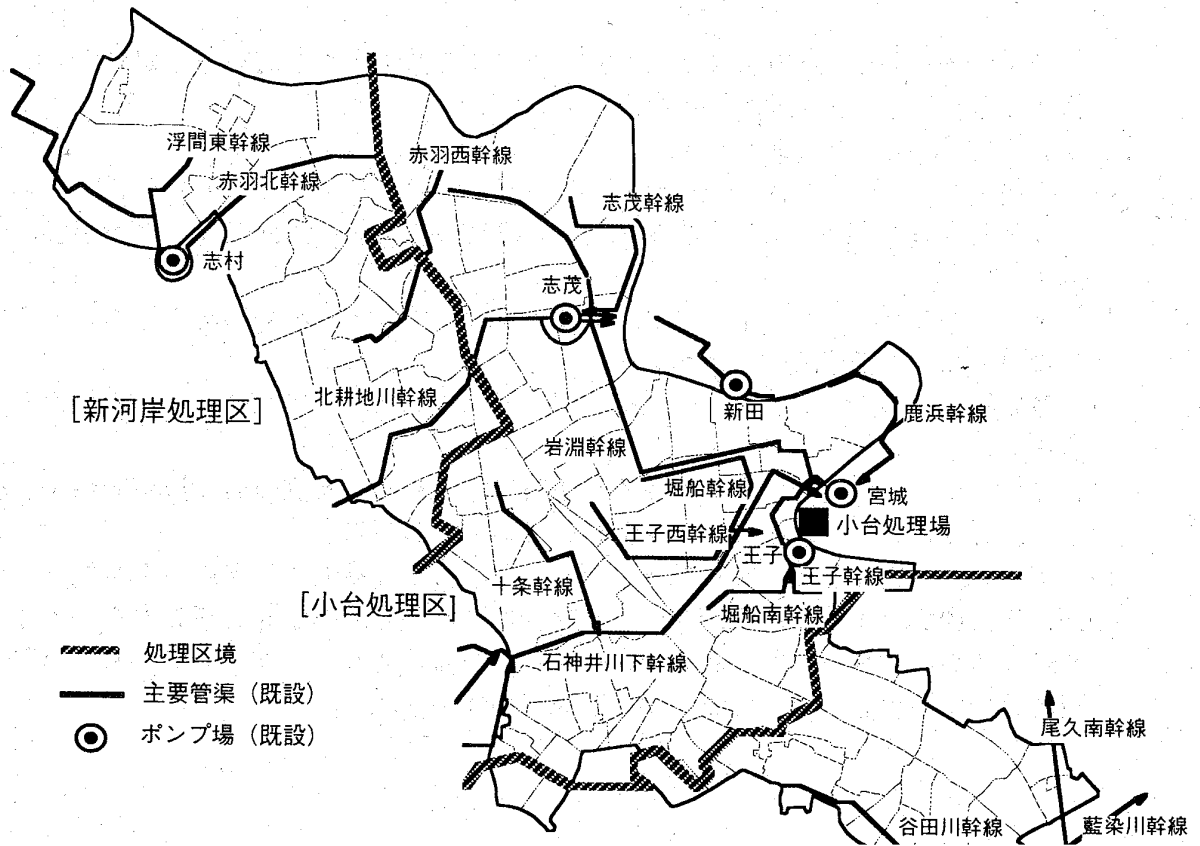 浮間東幹線
赤羽西幹線
赤羽北幹線
志茂幹線
志村
志茂
北耕地川幹線
[新河岸処理区]
新田
鹿浜幹線
岩淵幹線
堀船幹線
宮城
王子西幹線
小台処理場
王子
王子幹線
十条幹線
[小台処理区]
堀船南幹線
石神井川下幹線
処理区境
主要管渠（既設）
ポンプ場（既設）
尾久南幹線
谷田川幹線
藍染川幹線